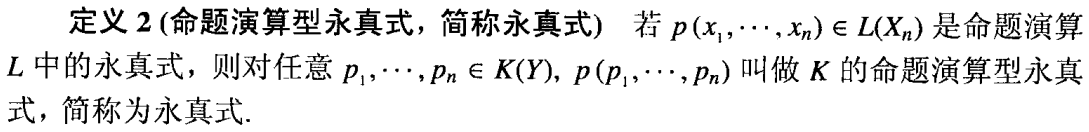 定义 2 (命题演算型永真式，简称永真式)　若 p (x₁, ⋯, xₙ) ∈ L(Xₙ) 是命题演算
L 中的永真式，则对任意 p₁, ⋯, pₙ ∈ K(Y), p (p₁, ⋯, pₙ) 叫做 K 的命题演算型永真
式，简称为永真式.